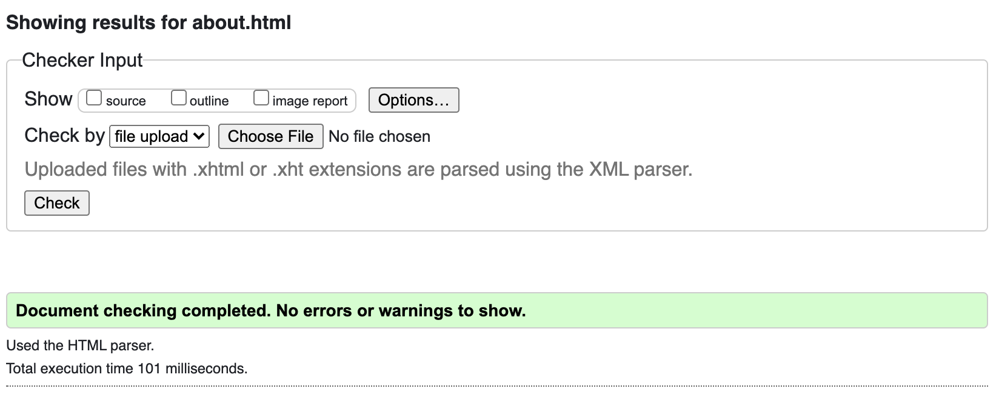 Showing results for about.html
Checker Input
Show source outline image report Options...
Check by file upload Choose File No file chosen
Uploaded files with .xhtml or .xht extensions are parsed using the XML parser.
Check
Document checking completed. No errors or warnings to show.
Used the HTML parser.
Total execution time 101 milliseconds.